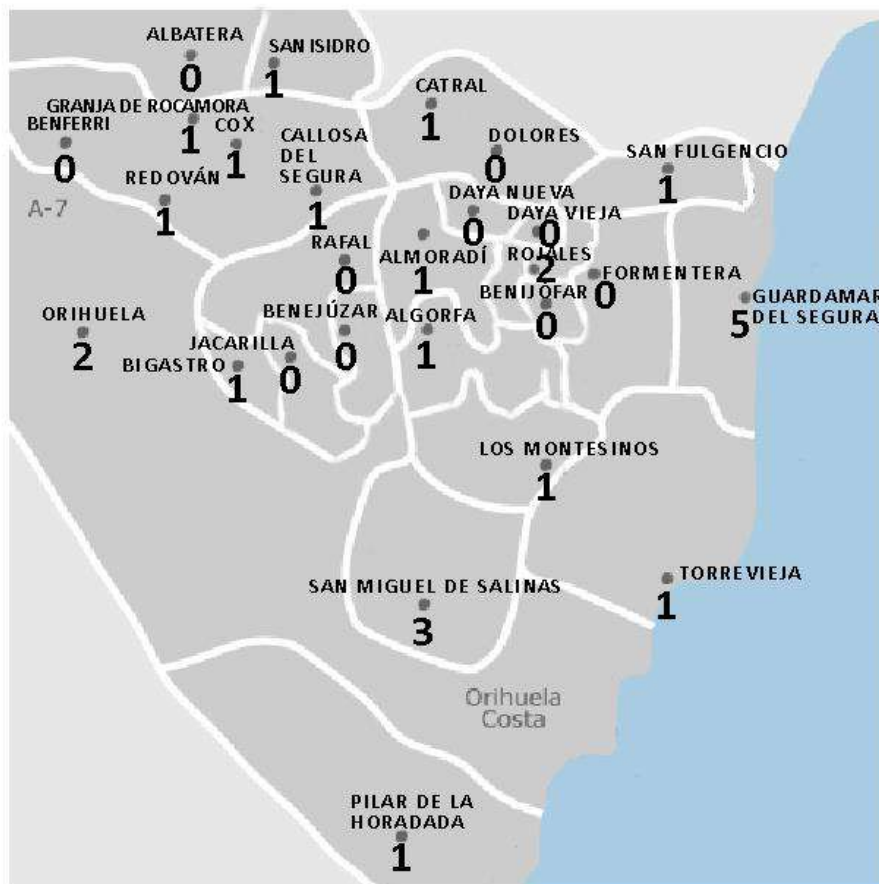 ALBATERA
0
SAN ISIDRO
1
GRANJA DE ROCAMORA
1
BENFERRI
0
COX
1
CATRAL
1
CALLOSA
DEL
SEGURA
1
DOLORES
0
SAN FULGENCIO
1
REDOVÁN
1
A-7
DAYA NUEVA
0
DAYA VIEJA
0
RAFAL
0
ALMORADÍ
1
ROJALES
2
FORMENTERA
0
BENIJOFAR
0
GUARDAMAR
DEL SEGURA
5
ORIHUELA
2
BENEJÚZAR
0
ALGORFA
1
JACARILLA
0
BIGASTRO
1
LOS MONTESINOS
1
SAN MIGUEL DE SALINAS
3
TORREVIEJA
1
Orihuela
Costa
PILAR DE LA
HORADADA
1